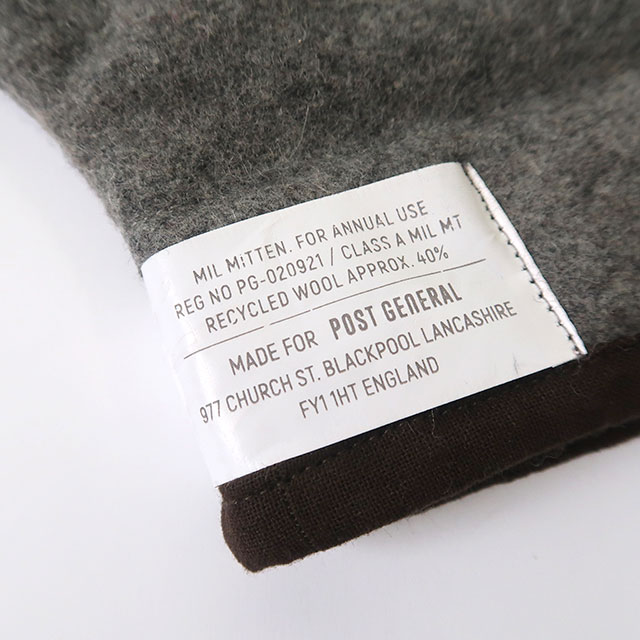 MIL MiTTEN. FOR ANNUAL USE
REG NO PG-020921 / CLASS A MIL MT
RECYCLED WOOL APPROX. 40%
MADE FOR POST GENERAL
977 CHURCH ST. BLACKPOOL LANCASHIRE
FY1 1HT ENGLAND